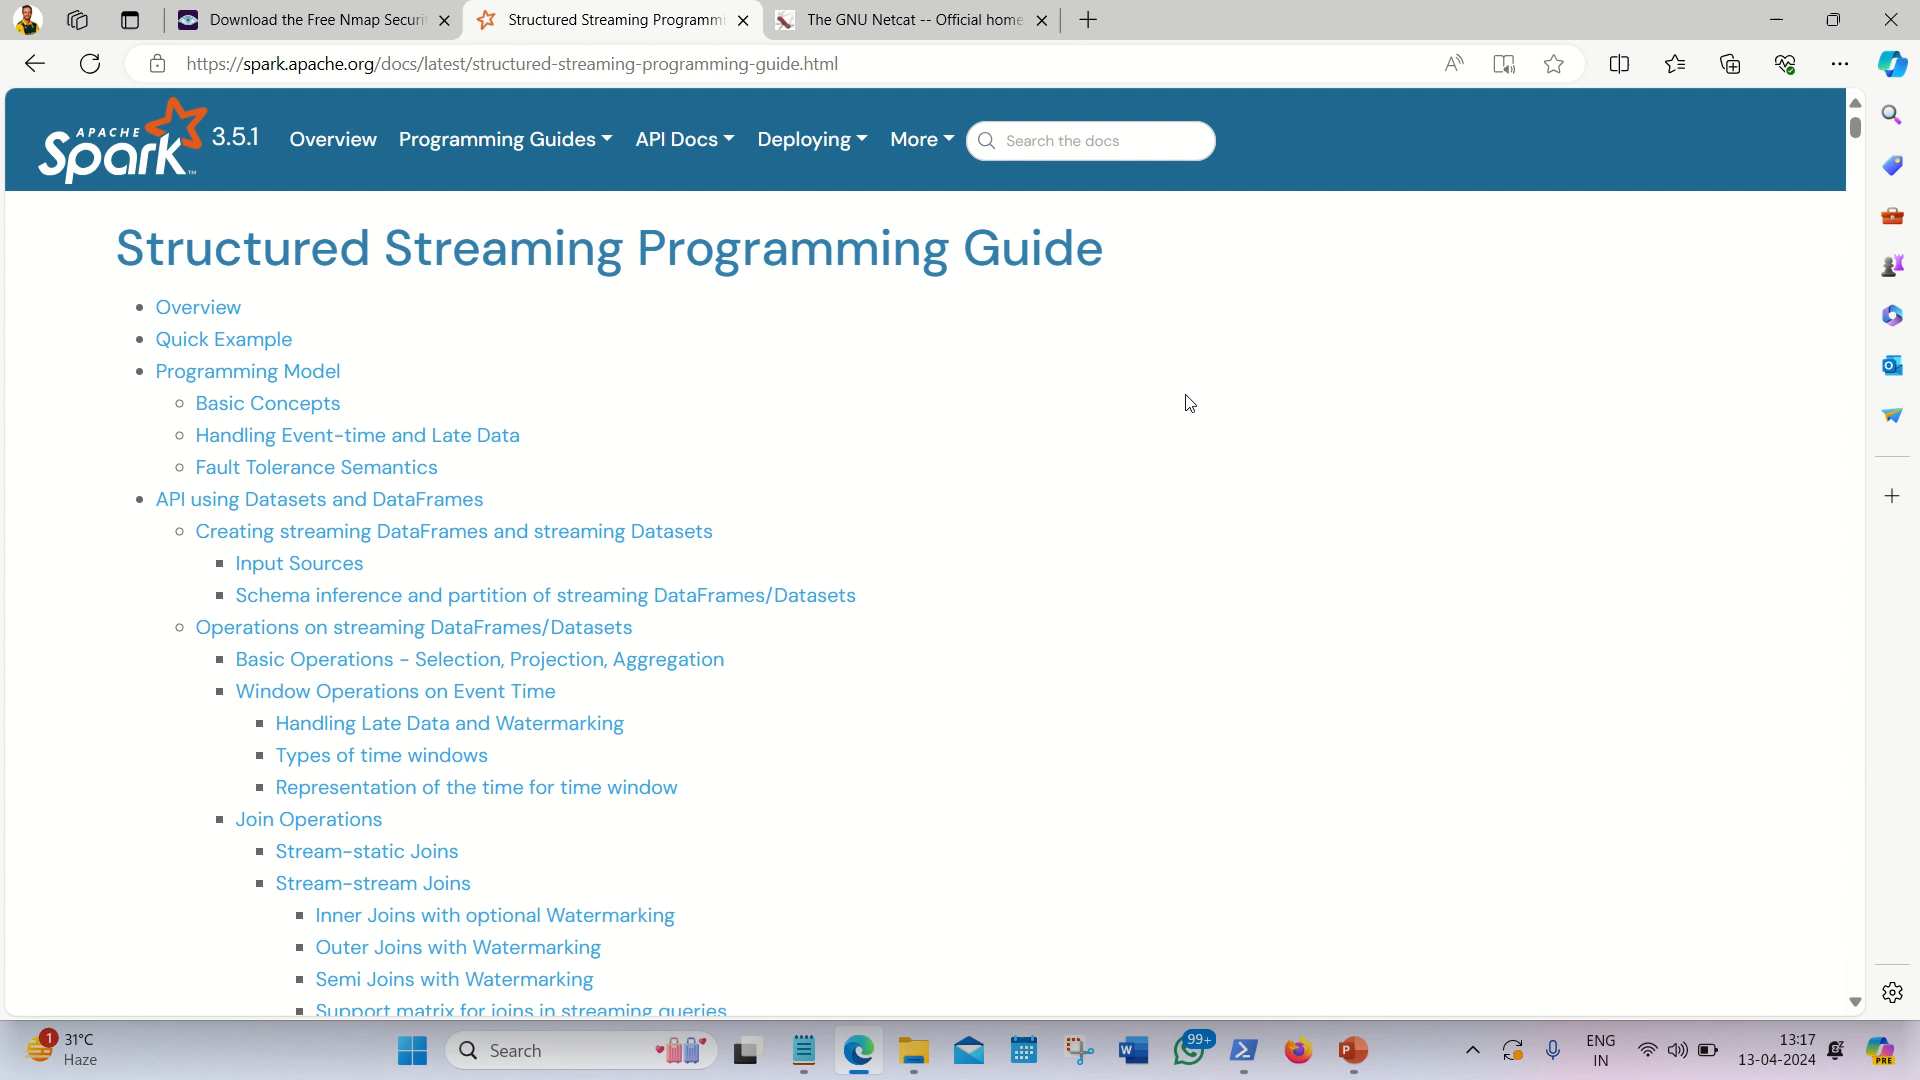 Download the Free Nmap Securit
Structured Streaming Programmi
The GNU Netcat -- Official home
https://spark.apache.org/docs/latest/structured-streaming-programming-guide.html
APACHE
Spark™
3.5.1
Overview
Programming Guides
API Docs
Deploying
More
Search the docs
Structured Streaming Programming Guide
Overview
Quick Example
Programming Model
Basic Concepts
Handling Event-time and Late Data
Fault Tolerance Semantics
API using Datasets and DataFrames
Creating streaming DataFrames and streaming Datasets
Input Sources
Schema inference and partition of streaming DataFrames/Datasets
Operations on streaming DataFrames/Datasets
Basic Operations - Selection, Projection, Aggregation
Window Operations on Event Time
Handling Late Data and Watermarking
Types of time windows
Representation of the time for time window
Join Operations
Stream-static Joins
Stream-stream Joins
Inner Joins with optional Watermarking
Outer Joins with Watermarking
Semi Joins with Watermarking
Support matrix for joins in streaming queries
1
31°C
Haze
Search
99+
ENG
IN
13:17
13-04-2024
PRE